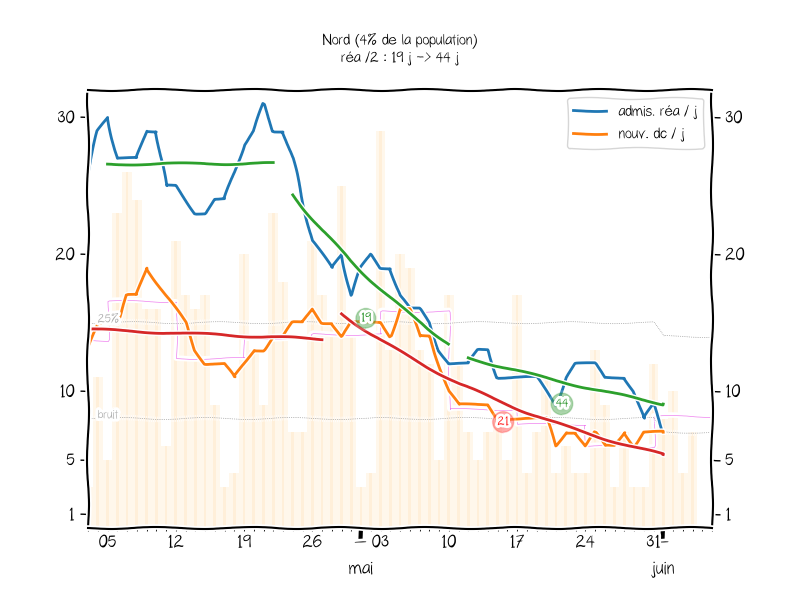 Nord (4% de la population)
réa /2 : 19 j -> 44 j
admis. réa / j
nouv. dc / j
30 30
20 20
10 10
5 5
1 1
25%
bruit
19
44
21
05 12 19 26 03 10 17 24 31
mai juin